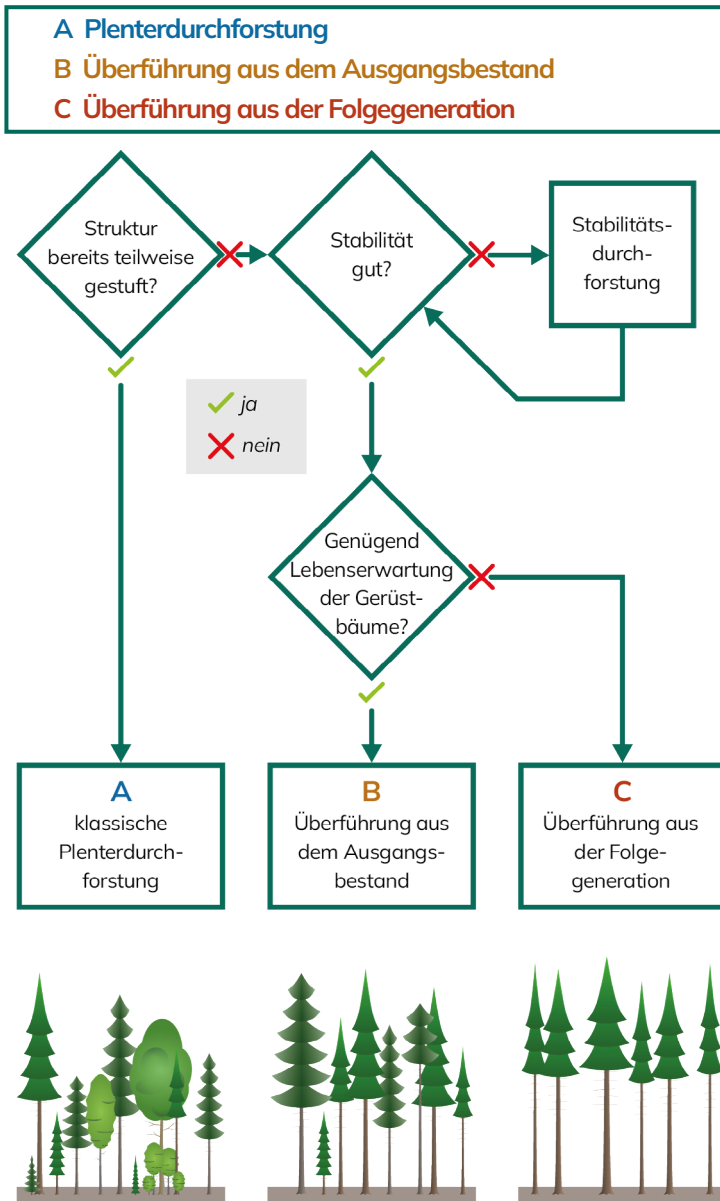 A Plenterdurchforstung
B Überführung aus dem Ausgangsbestand
C Überführung aus der Folgegeneration
Struktur
bereits teilweise
gestuft?
Stabilität
gut?
Stabilitäts-
durch-
forstung
ja
nein
Genügend
Lebenserwartung
der Gerüst-
bäume?
A
klassische
Plenterdurch-
forstung
B
Überführung aus
dem Ausgangs-
bestand
C
Überführung aus
der Folge-
generation